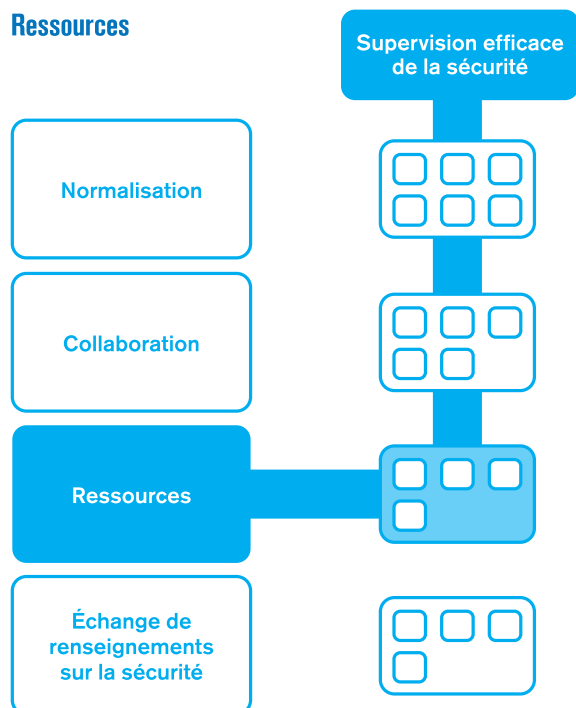 Ressources
Supervision efficace
de la sécurité
Normalisation
Collaboration
Ressources
Échange de
renseignements
sur la sécurité